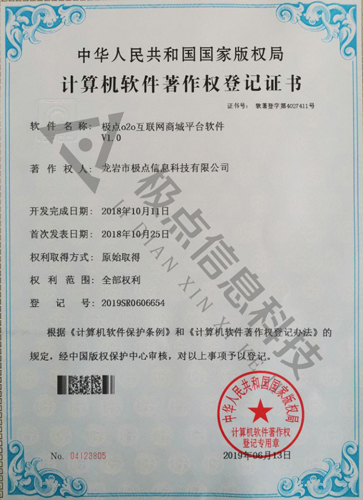 中华人民共和国国家版权局
计算机软件著作权登记证书
证书号： 软著登字第4027411号
软件名称： 极点o2o互联网商城平台软件
V1.0
著作权人： 龙岩市极点信息科技有限公司
开发完成日期： 2018年10月11日
首次发表日期： 2018年10月25日
权利取得方式： 原始取得
权利范围： 全部权利
登记号： 2019SR0606654
根据《计算机软件保护条例》和《计算机软件著作权登记办法》的
规定，经中国版权保护中心审核，对以上事项予以登记。
中华人民共和国国家版权局
计算机软件著作权
登记专用章
No. 04123805
2019年06月13日
极点信息科技
JI DIAN XIN XI KE JI